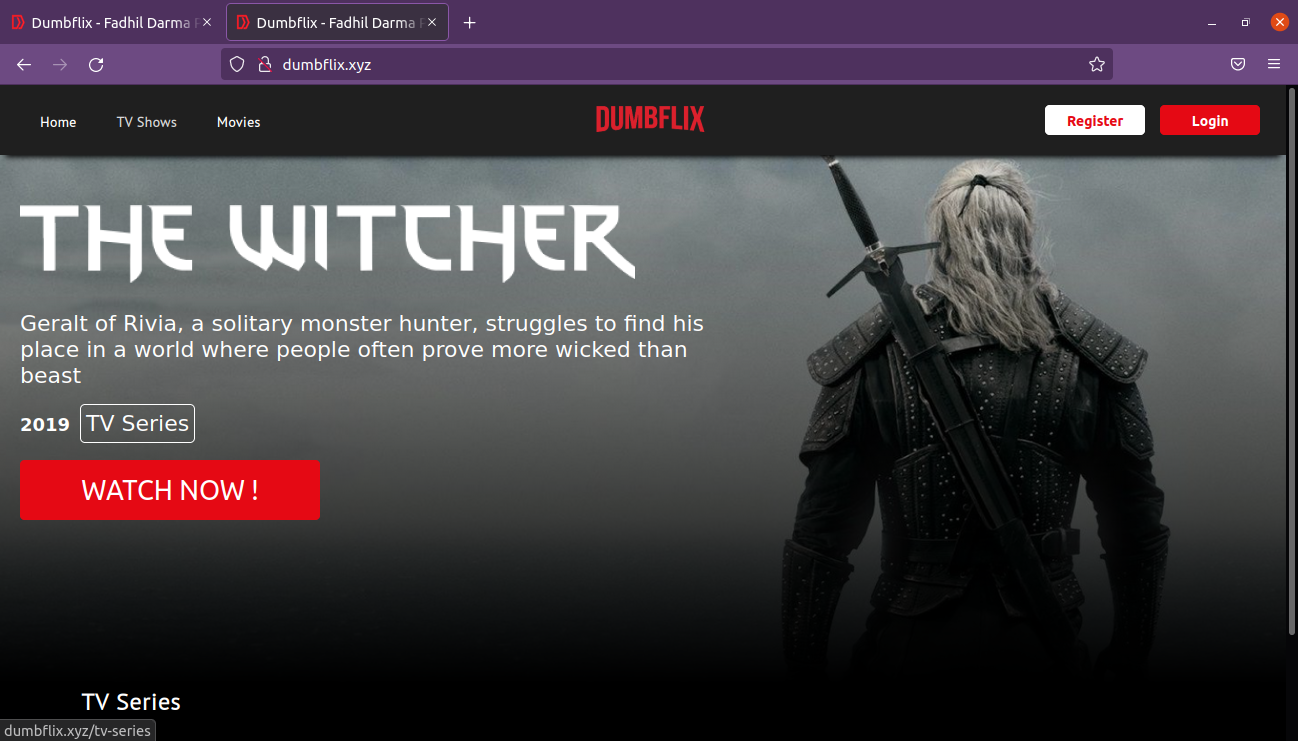 Dumbflix - Fadhil Darma
Dumbflix - Fadhil Darma
dumbflix.xyz
Home
TV Shows
Movies
DUMBFLIX
Register
Login
THE WITCHER
Geralt of Rivia, a solitary monster hunter, struggles to find his
place in a world where people often prove more wicked than
beast
2019 TV Series
WATCH NOW !
TV Series
dumbflix.xyz/tv-series